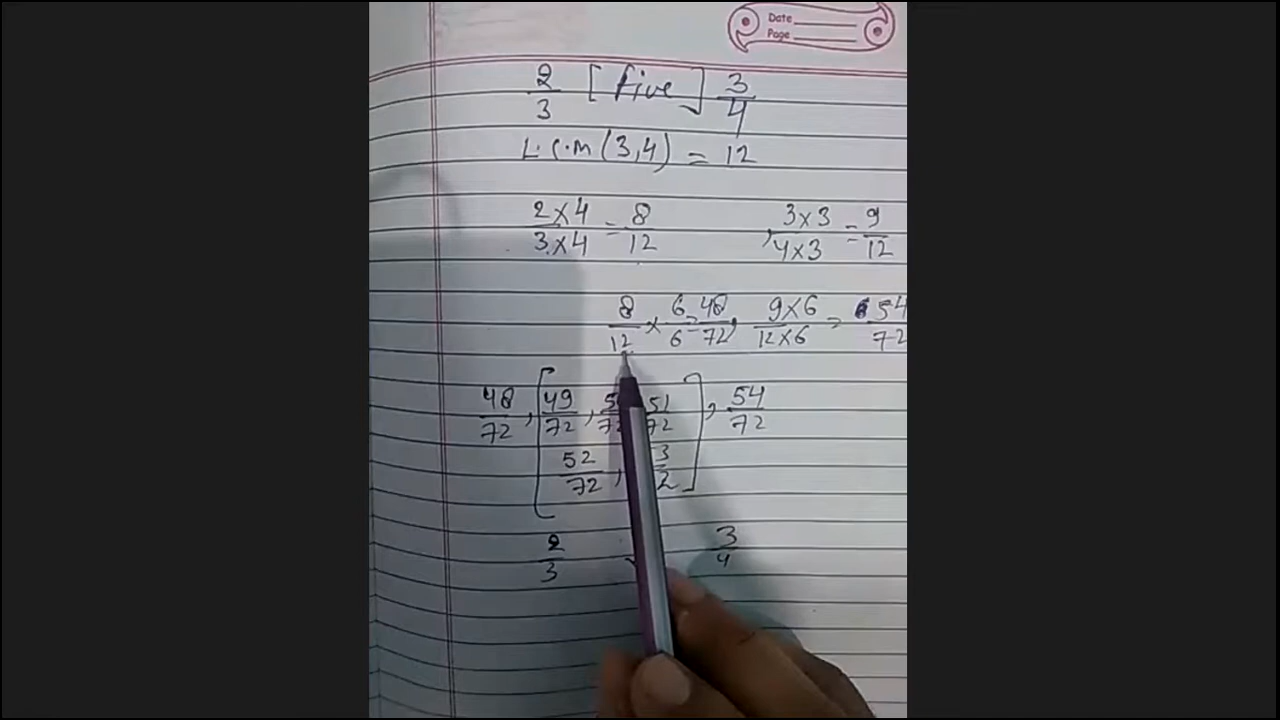 Date
Page
2/3 [five] 3/4
L.C.M (3,4) = 12
2×4/3×4 = 8/12 , 3×3/4×3 = 9/12
8/12 × 6/6 = 48/72, 9×6/12×6 = 54/72
48/72, [49/72, 51/72], 54/72
52/72,
2/3 3/4